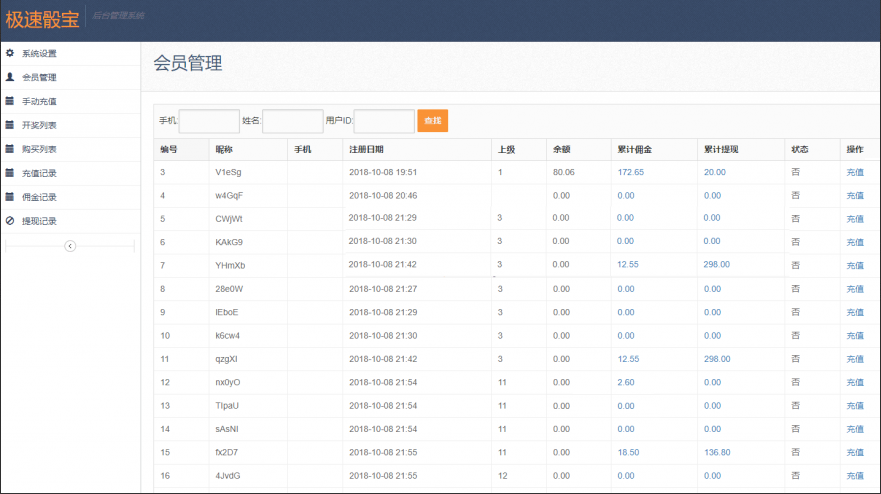 极速骰宝 后台管理系统
系统设置
会员管理
手动充值
开奖列表
购买列表
充值记录
佣金记录
提现记录
会员管理
手机: 姓名: 用户ID: 查找
编号 昵称 手机 注册日期 上级 余额 累计佣金 累计提现 状态 操作
3 V1eSg 2018-10-08 19:51 1 80.06 172.65 20.00 否 充值
4 w4GqF 2018-10-08 20:46 0.00 0.00 0.00 否 充值
5 CWjWt 2018-10-08 21:29 3 0.00 0.00 0.00 否 充值
6 KAkG9 2018-10-08 21:30 3 0.00 0.00 0.00 否 充值
7 YHmXb 2018-10-08 21:42 3 0.00 12.55 298.00 否 充值
8 28e0W 2018-10-08 21:27 3 0.00 0.00 0.00 否 充值
9 IEboE 2018-10-08 21:29 3 0.00 0.00 0.00 否 充值
10 k6cw4 2018-10-08 21:30 3 0.00 0.00 0.00 否 充值
11 qzgXI 2018-10-08 21:42 3 0.00 12.55 298.00 否 充值
12 nx0yO 2018-10-08 21:54 11 0.00 2.60 0.00 否 充值
13 TIpaU 2018-10-08 21:54 11 0.00 0.00 0.00 否 充值
14 sAsNI 2018-10-08 21:54 11 0.00 0.00 0.00 否 充值
15 fx2D7 2018-10-08 21:55 11 0.00 18.50 136.80 否 充值
16 4JvdG 2018-10-08 21:55 12 0.00 0.00 0.00 否 充值